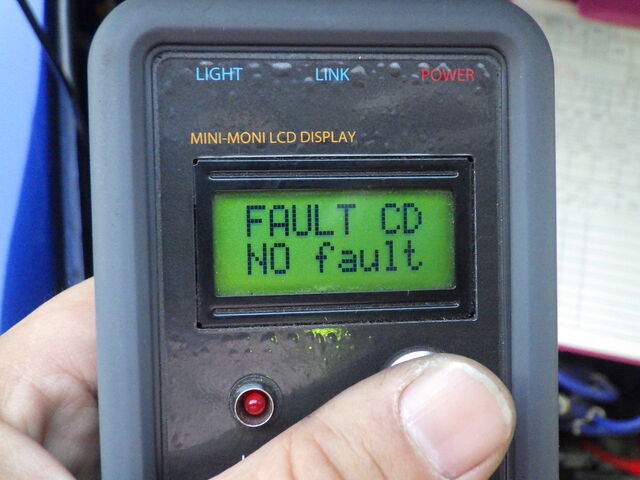 LIGHT LINK POWER
MINI-MONI LCD DISPLAY
FAULT CD
NO fault